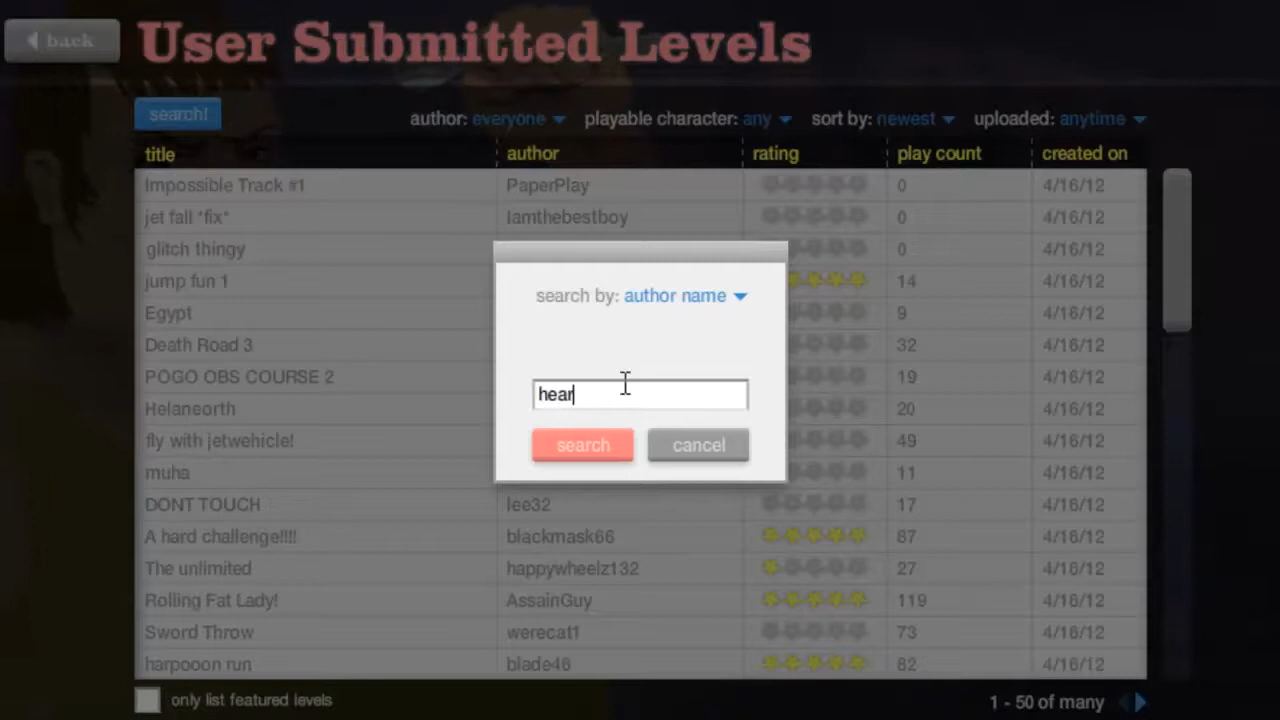 back
User Submitted Levels
search!
author: everyone playable character: any sort by: newest uploaded: anytime
title author rating play count created on
Impossible Track #1 PaperPlay 0 4/16/12
jet fall *fix* Iamthebestboy 0 4/16/12
glitch thingy 0 4/16/12
jump fun 1 14 4/16/12
Egypt 9 4/16/12
Death Road 3 32 4/16/12
POGO OBS COURSE 2 19 4/16/12
Helaneorth 20 4/16/12
fly with jetwehicle! 49 4/16/12
muha 11 4/16/12
DONT TOUCH lee32 17 4/16/12
A hard challenge!!!! blackmask66 87 4/16/12
The unlimited happywheelz132 27 4/16/12
Rolling Fat Lady! AssainGuy 119 4/16/12
Sword Throw werecat1 73 4/16/12
harpooon run blade46 82 4/16/12
search by: author name
hear
search cancel
only list featured levels 1 - 50 of many